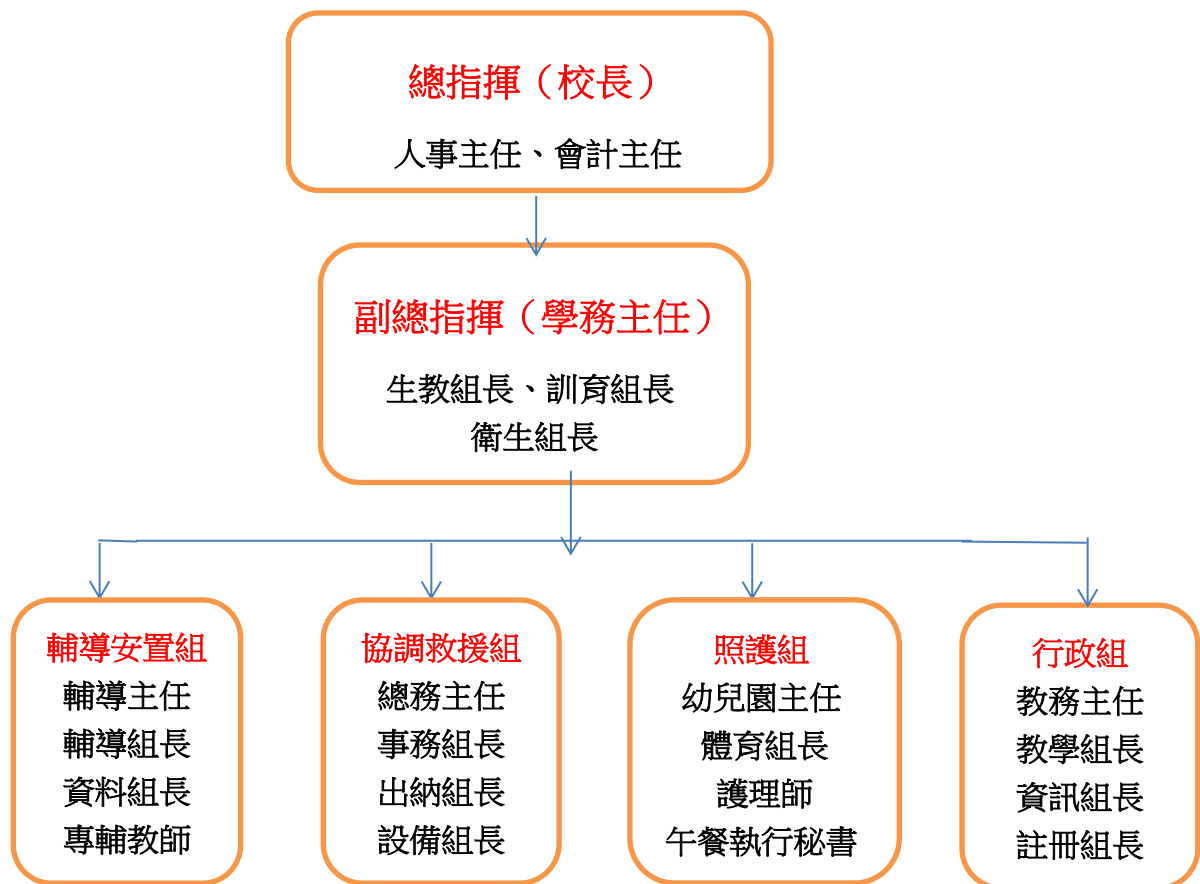 總指揮（校長）
人事主任、會計主任
副總指揮（學務主任）
生教組長、訓育組長
衛生組長
輔導安置組
輔導主任
輔導組長
資料組長
專輔教師
協調救援組
總務主任
事務組長
出納組長
設備組長
照護組
幼兒園主任
體育組長
護理師
午餐執行秘書
行政組
教務主任
教學組長
資訊組長
註冊組長